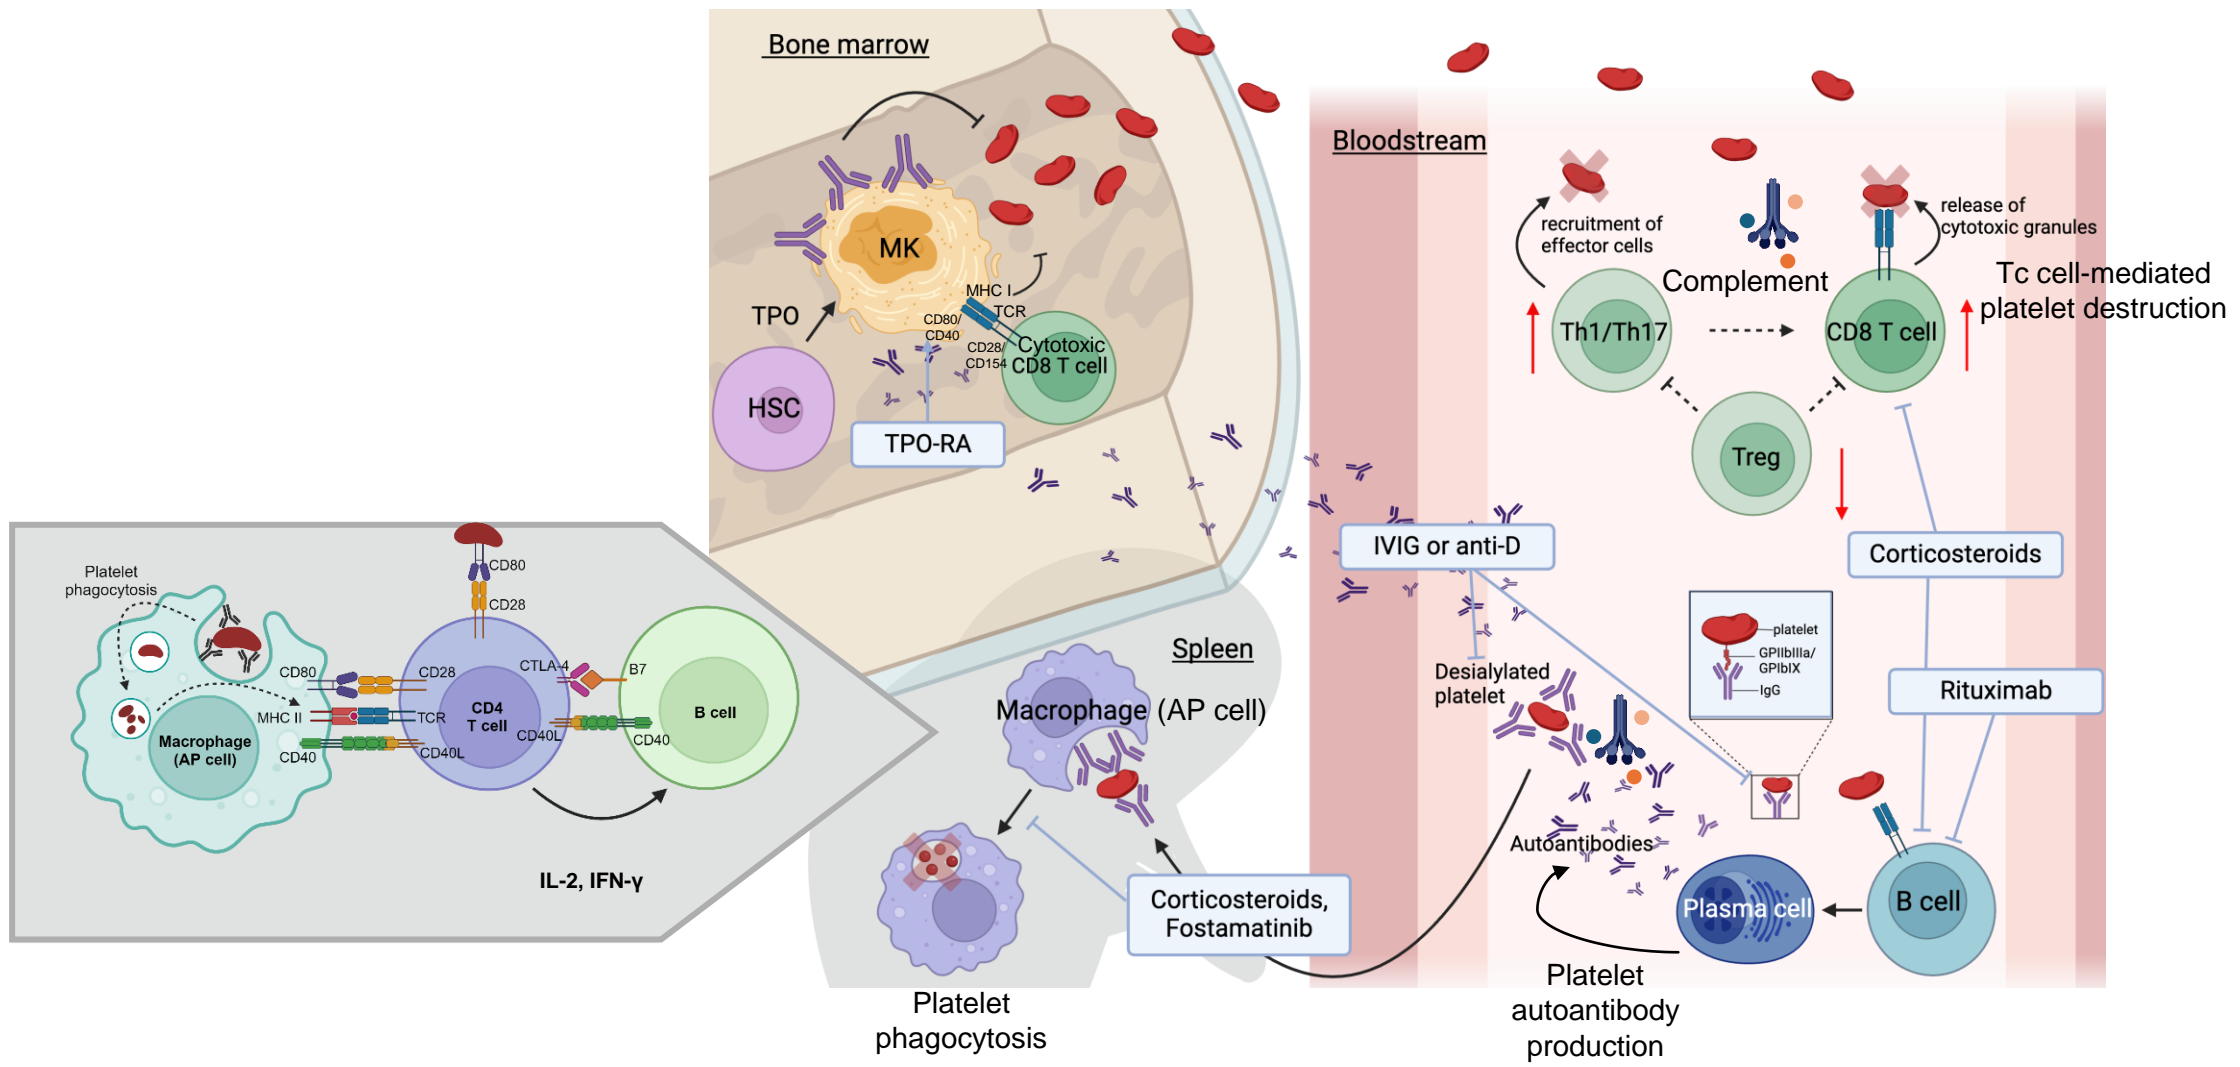 Bone marrow
MK
TPO
HSC
MHC I
TCR
CD80/
CD40
CD28/
CD154
Cytotoxic
CD8 T cell
TPO-RA
Bloodstream
recruitment of
effector cells
release of
cytotoxic granules
Complement
Tc cell-mediated
platelet destruction
Th1/Th17
CD8 T cell
Treg
Corticosteroids
IVIG or anti-D
Rituximab
platelet
GPIIbIIIa/
GPIbIX
IgG
Desialylated
platelet
Autoantibodies
Plasma cell
B cell
Platelet
autoantibody
production
Spleen
Macrophage (AP cell)
Corticosteroids,
Fostamatinib
Platelet
phagocytosis
Platelet
phagocytosis
CD80
CD28
CD80
CD28
MHC II
TCR
CD40
CD40L
Macrophage
(AP cell)
CD4
T cell
CTLA-4
B7
CD40L
CD40
B cell
IL-2, IFN-γ